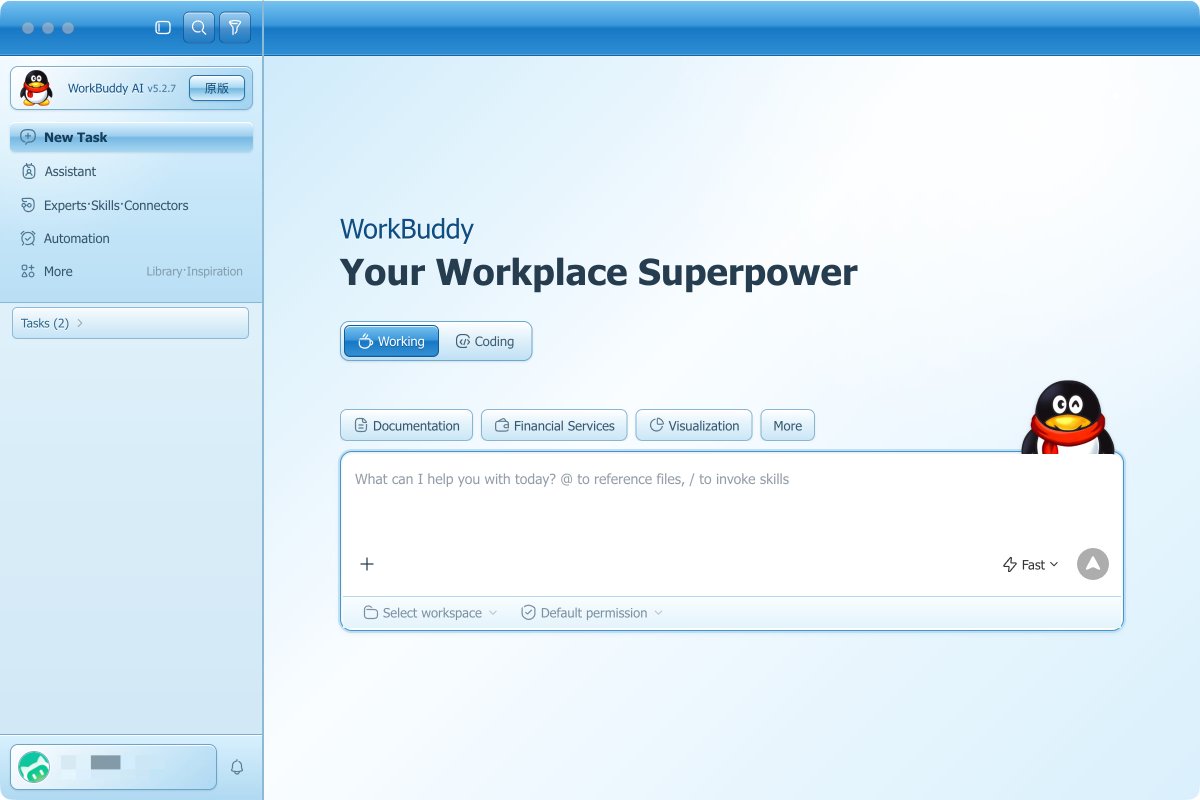 WorkBuddy AI v5.2.7 原版
New Task
Assistant
Experts·Skills·Connectors
Automation
More Library·Inspiration
Tasks (2)
WorkBuddy
Your Workplace Superpower
Working Coding
Documentation Financial Services Visualization More
What can I help you with today? @ to reference files, / to invoke skills
Fast
Select workspace Default permission